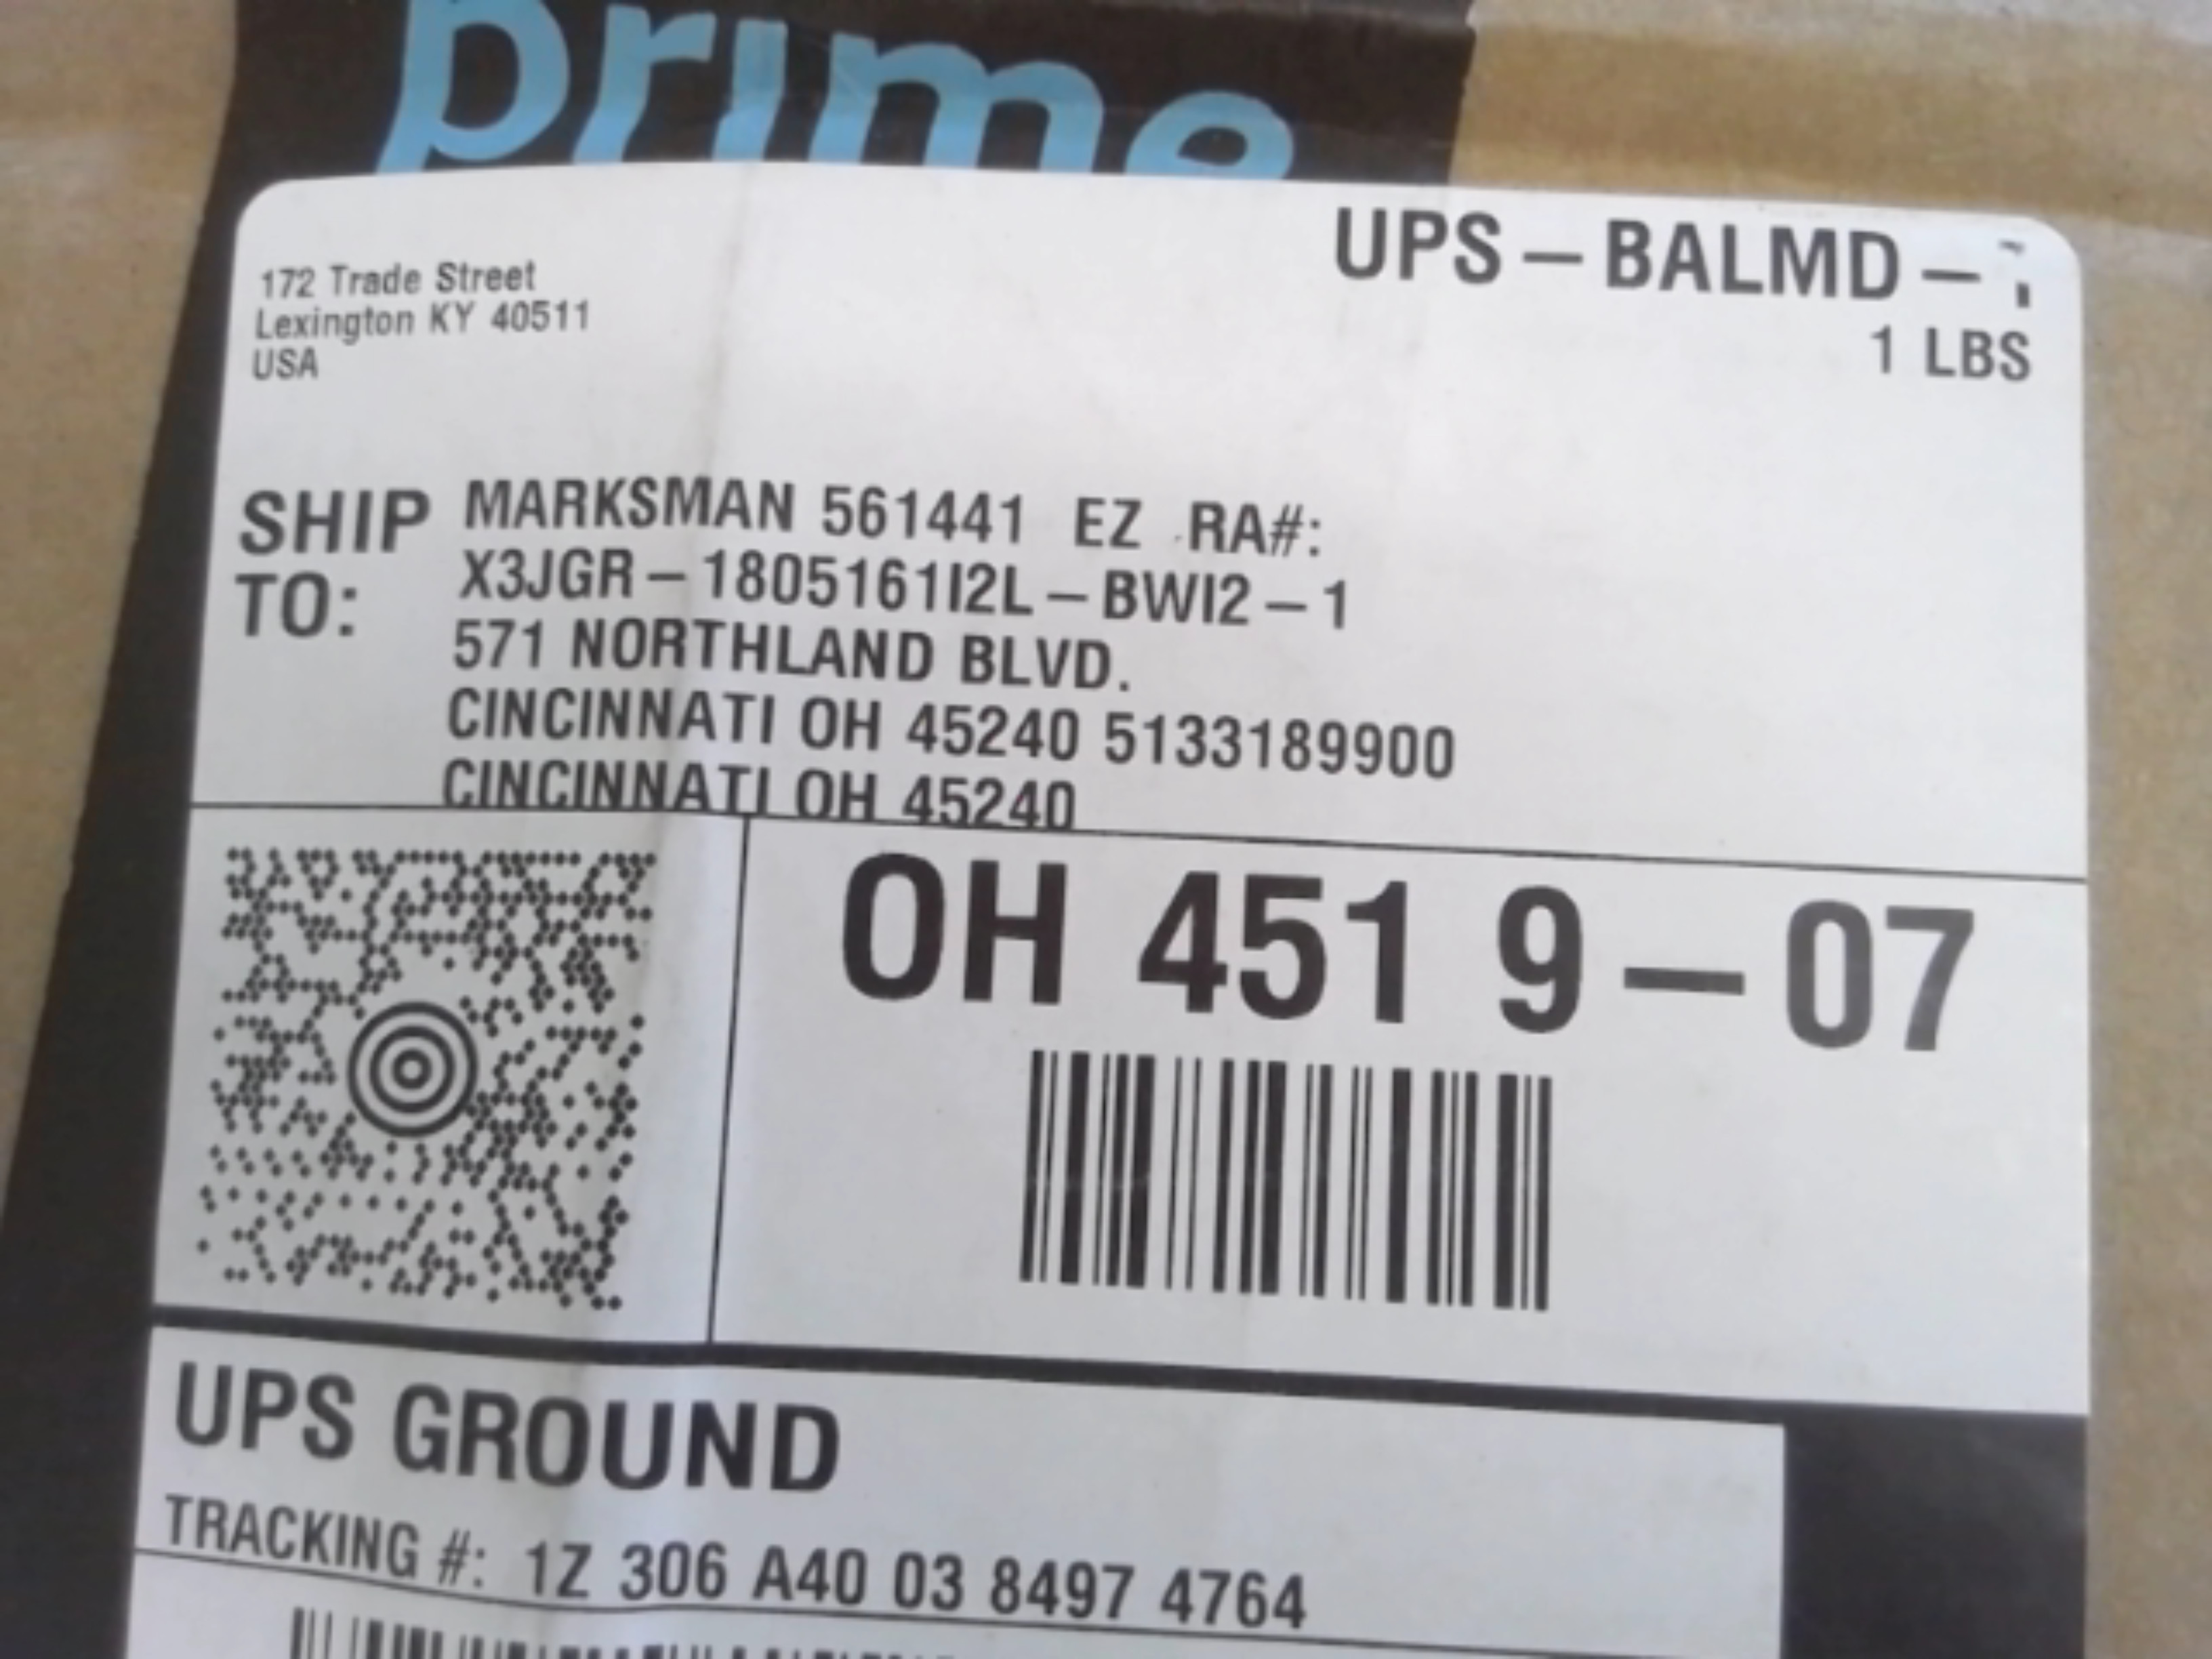 prime
UPS – BALMD –
1 LBS
172 Trade Street
Lexington KY 40511
USA
SHIP TO:
MARKSMAN 561441 EZ RA#:
X3JGR – 1805161I2L – BWI2 – 1
571 NORTHLAND BLVD.
CINCINNATI OH 45240 5133189900
CINCINNATI OH 45240
OH 451 9 – 07
UPS GROUND
TRACKING #: 1Z 306 A40 03 8497 4764